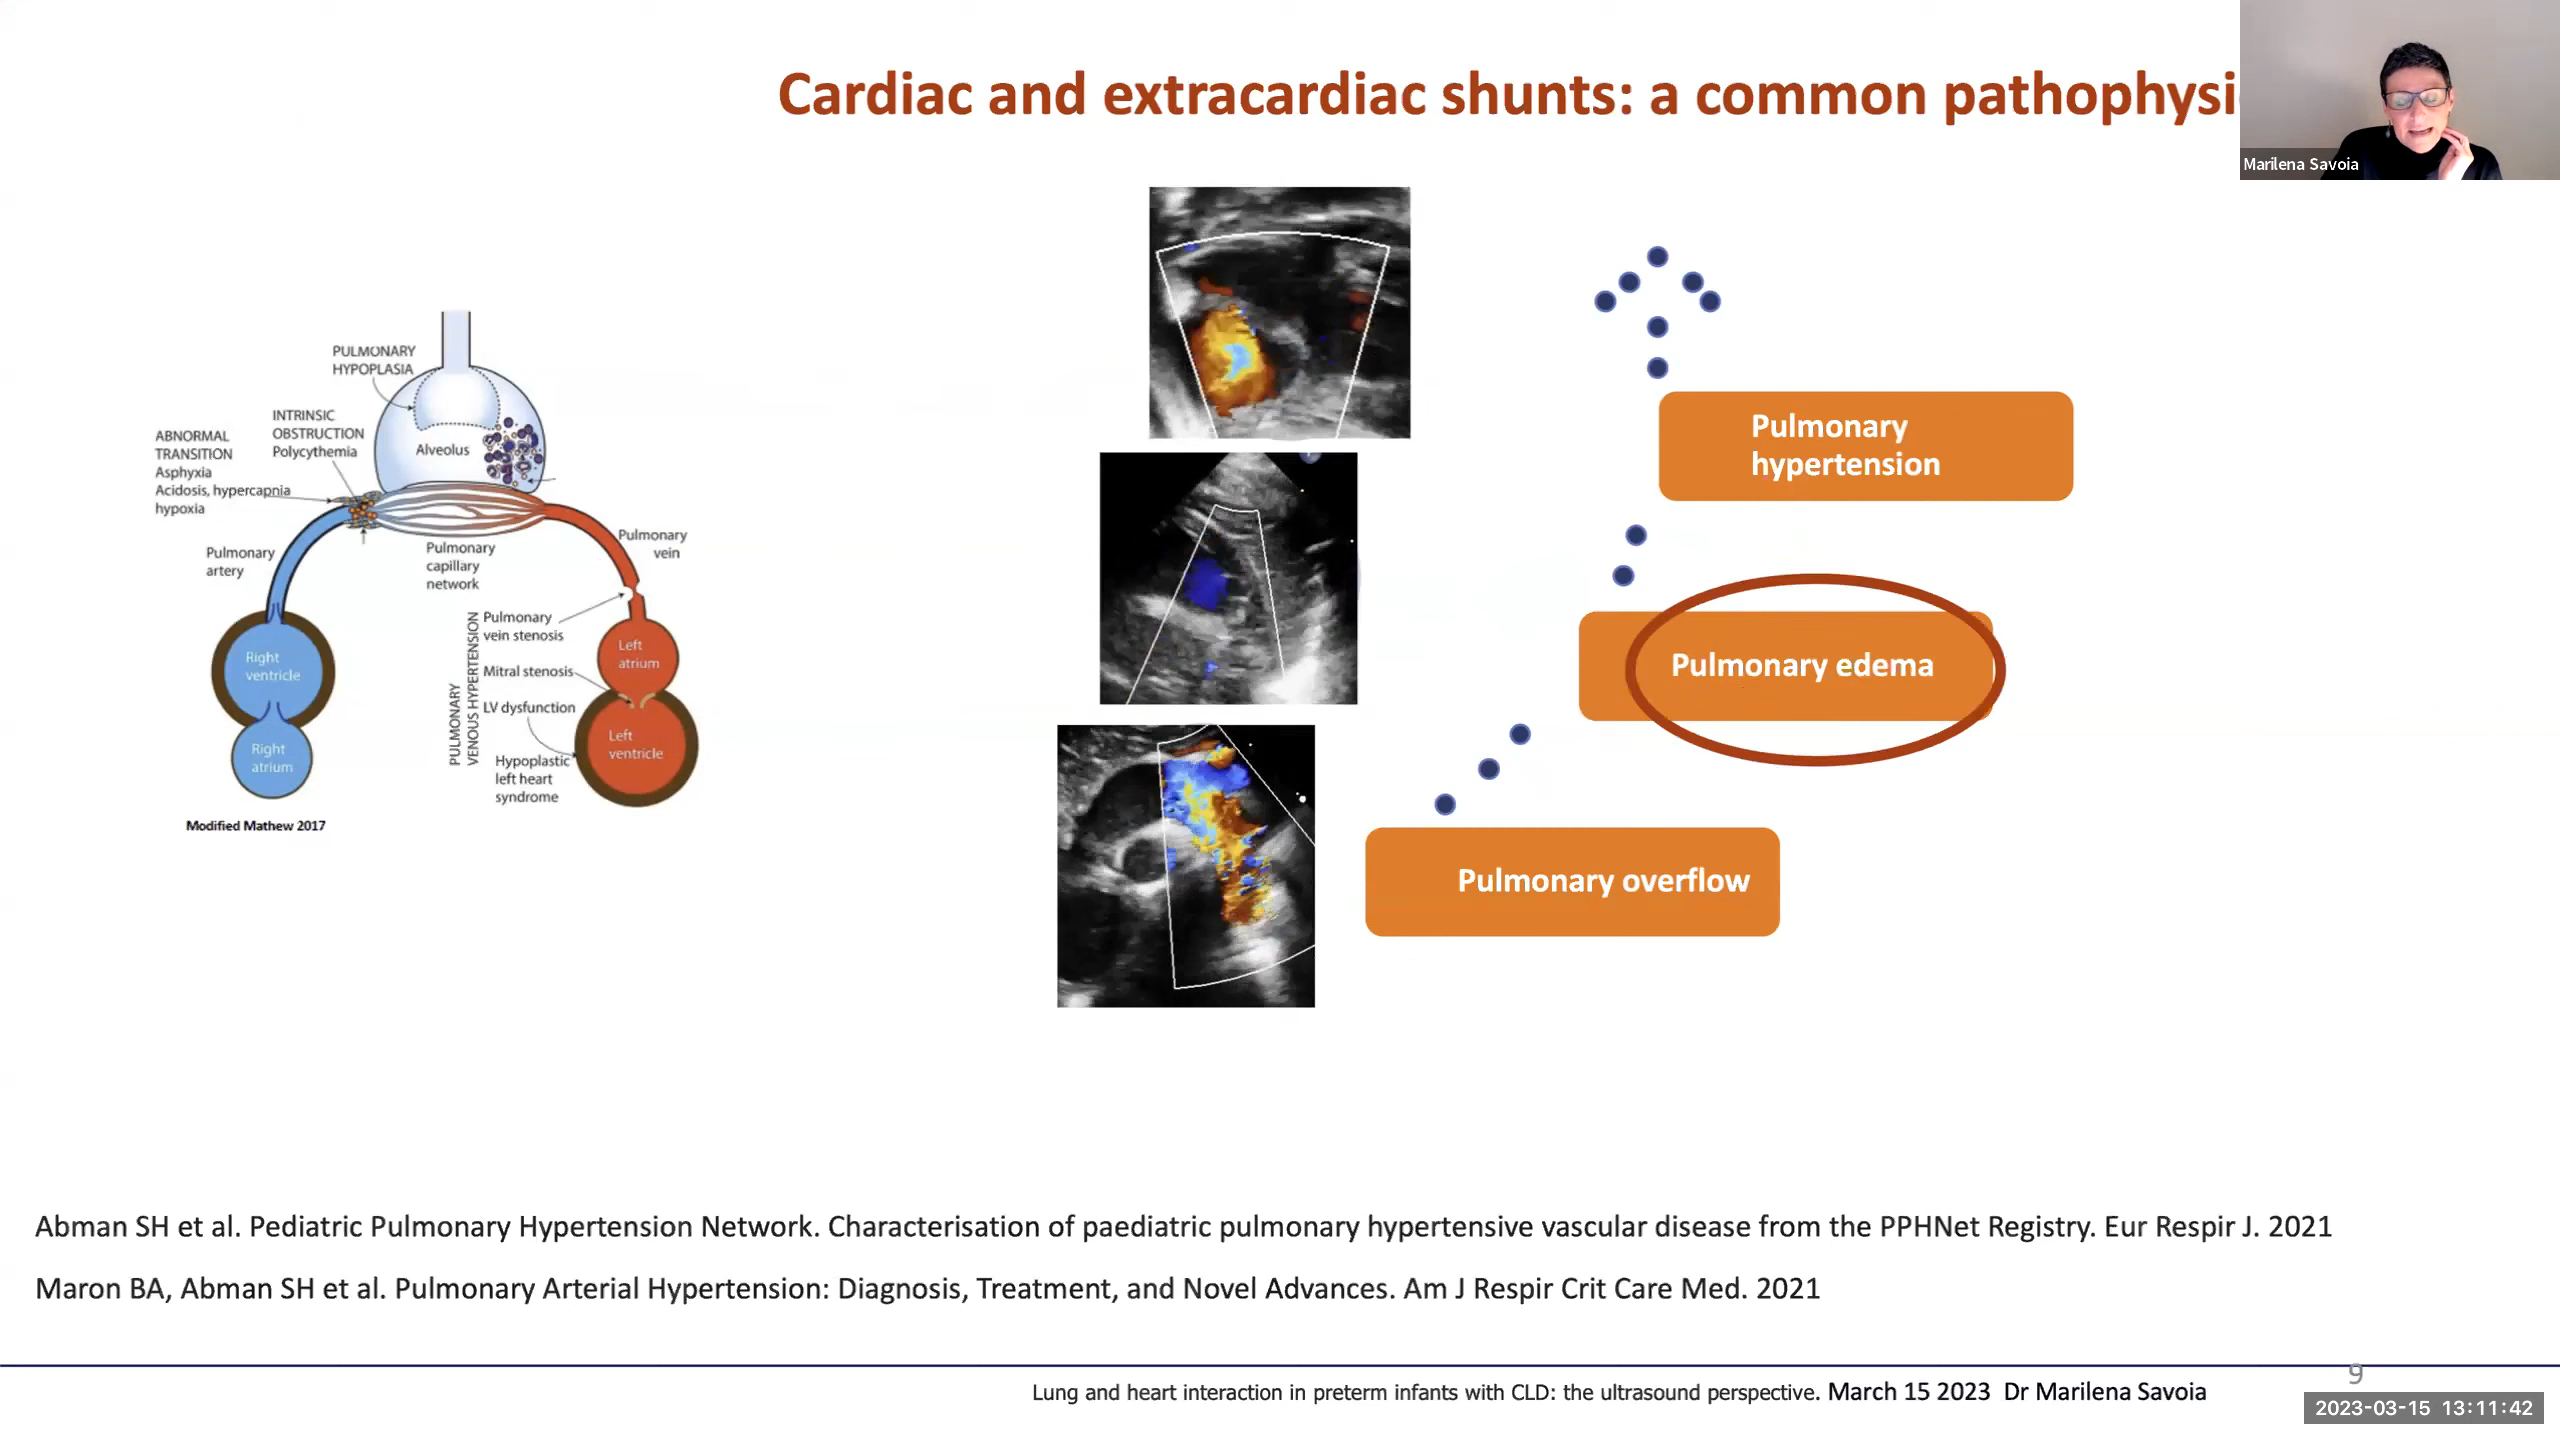 Cardiac and extracardiac shunts: a common pathophysi
Marilena Savoia
PULMONARY
HYPOPLASIA
INTRINSIC
OBSTRUCTION
Polycythemia
ABNORMAL
TRANSITION
Asphyxia
Acidosis, hypercapnia
hypoxia
Alveolus
Pulmonary
artery
Pulmonary
capillary
network
Pulmonary
vein
PULMONARY
VENOUS HYPERTENSION
Pulmonary
vein stenosis
Mitral stenosis
LV dysfunction
Hypoplastic
left heart
syndrome
Right
ventricle
Right
atrium
Left
atrium
Left
ventricle
Modified Mathew 2017
Pulmonary
hypertension
Pulmonary edema
Pulmonary overflow
Abman SH et al. Pediatric Pulmonary Hypertension Network. Characterisation of paediatric pulmonary hypertensive vascular disease from the PPHNet Registry. Eur Respir J. 2021
Maron BA, Abman SH et al. Pulmonary Arterial Hypertension: Diagnosis, Treatment, and Novel Advances. Am J Respir Crit Care Med. 2021
9
Lung and heart interaction in preterm infants with CLD: the ultrasound perspective. March 15 2023 Dr Marilena Savoia
2023-03-15 13:11:42